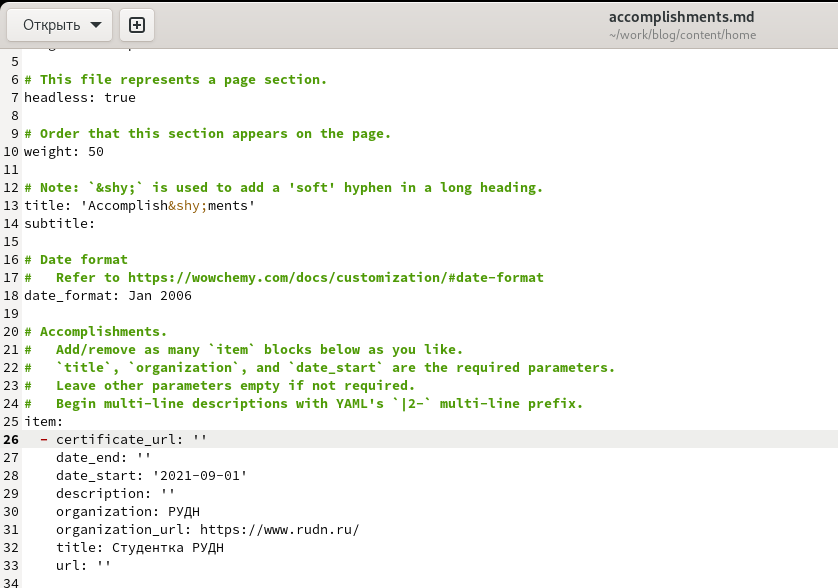 Открыть
accomplishments.md
~/work/blog/content/home
5
6 # This file represents a page section.
7 headless: true
8
9 # Order that this section appears on the page.
10 weight: 50
11
12 # Note: `&shy;` is used to add a 'soft' hyphen in a long heading.
13 title: 'Accomplish&shy;ments'
14 subtitle:
15
16 # Date format
17 #   Refer to https://wowchemy.com/docs/customization/#date-format
18 date_format: Jan 2006
19
20 # Accomplishments.
21 #   Add/remove as many `item` blocks below as you like.
22 #   `title`, `organization`, and `date_start` are the required parameters.
23 #   Leave other parameters empty if not required.
24 #   Begin multi-line descriptions with YAML's `|2-` multi-line prefix.
25 item:
26   - certificate_url: ''
27     date_end: ''
28     date_start: '2021-09-01'
29     description: ''
30     organization: РУДН
31     organization_url: https://www.rudn.ru/
32     title: Студентка РУДН
33     url: ''
34